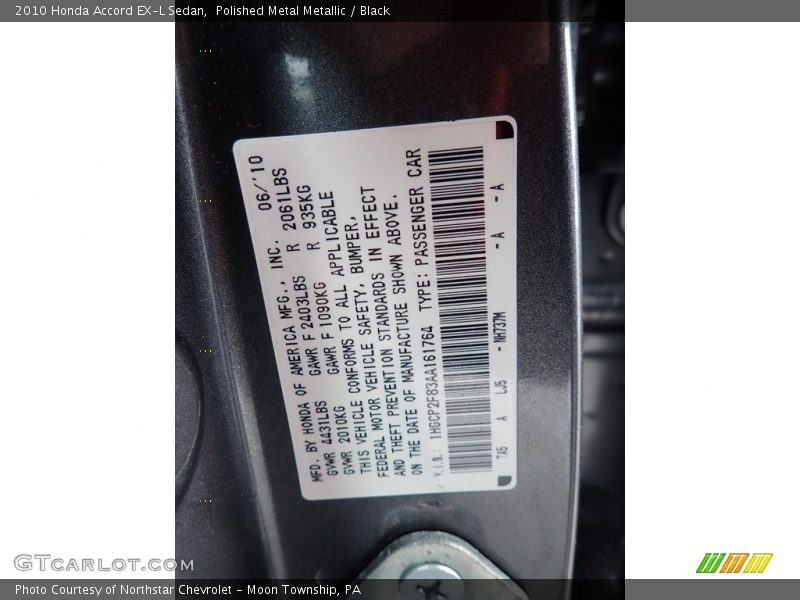 2010 Honda Accord EX-L Sedan,  Polished Metal Metallic / Black
MFD. BY HONDA OF AMERICA MFG., INC. 06/'10
GVWR 4431LBS GAWR F 2403LBS R 2061LBS
GVWR 2010KG GAWR F 1090KG R 935KG
THIS VEHICLE CONFORMS TO ALL APPLICABLE
FEDERAL MOTOR VEHICLE SAFETY, BUMPER,
AND THEFT PREVENTION STANDARDS IN EFFECT
ON THE DATE OF MANUFACTURE SHOWN ABOVE.
V.I.N.: 1HGCP2F83AA161764 TYPE: PASSENGER CAR
TA5 A LJ5 - NH737M - A - A
GTCARLOT.COM
Photo Courtesy of Northstar Chevrolet - Moon Township, PA